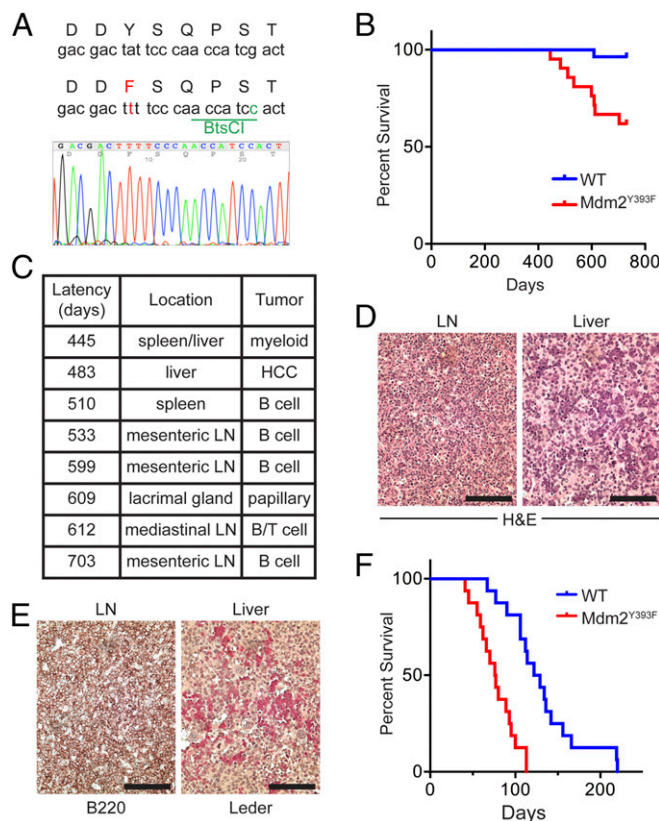 A
D D Y S Q P S T
gac gac tat tcc caa cca tcg act
D D F S Q P S T
gac gac ttt tcc caa cca tcc act
BtsCI
GACGACTTTTCCCAACCATCCACT
D D F S Q P S T
10 20
B
Percent Survival
100
50
0
WT
Mdm2Y393F
0 200 400 600 800
Days
C
Latency (days) Location Tumor
445 spleen/liver myeloid
483 liver HCC
510 spleen B cell
533 mesenteric LN B cell
599 mesenteric LN B cell
609 lacrimal gland papillary
612 mediastinal LN B/T cell
703 mesenteric LN B cell
D
LN Liver
H&E
E
LN Liver
B220 Leder
F
Percent Survival
100
50
0
WT
Mdm2Y393F
0 100 200
Days